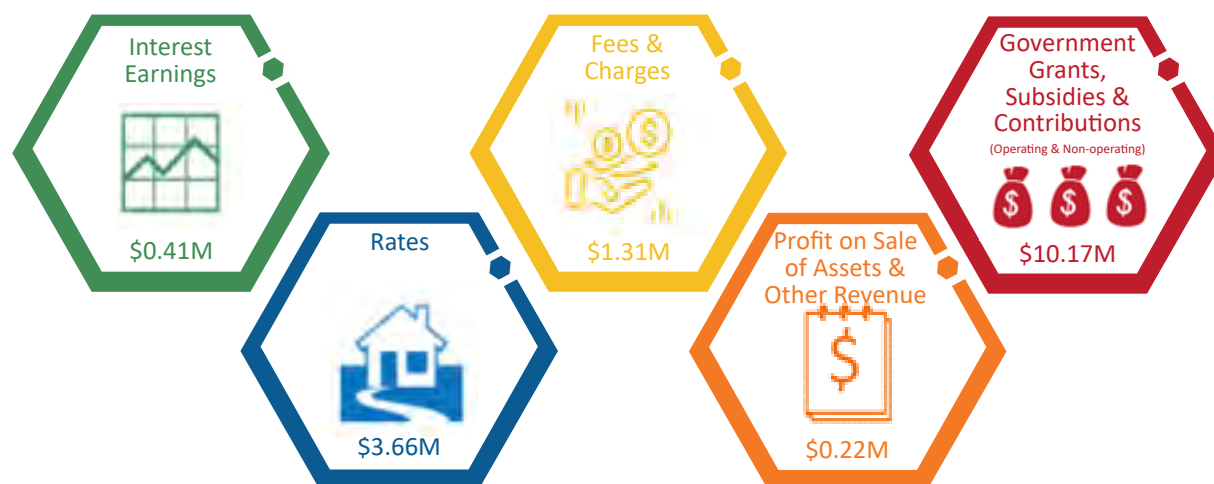 Interest
Earnings
$0.41M
Rates
$3.66M
Fees &
Charges
$1.31M
Profit on Sale
of Assets &
Other Revenue
$
$0.22M
Government
Grants,
Subsidies &
Contributions
(Operating & Non-operating)
$ $ $
$10.17M